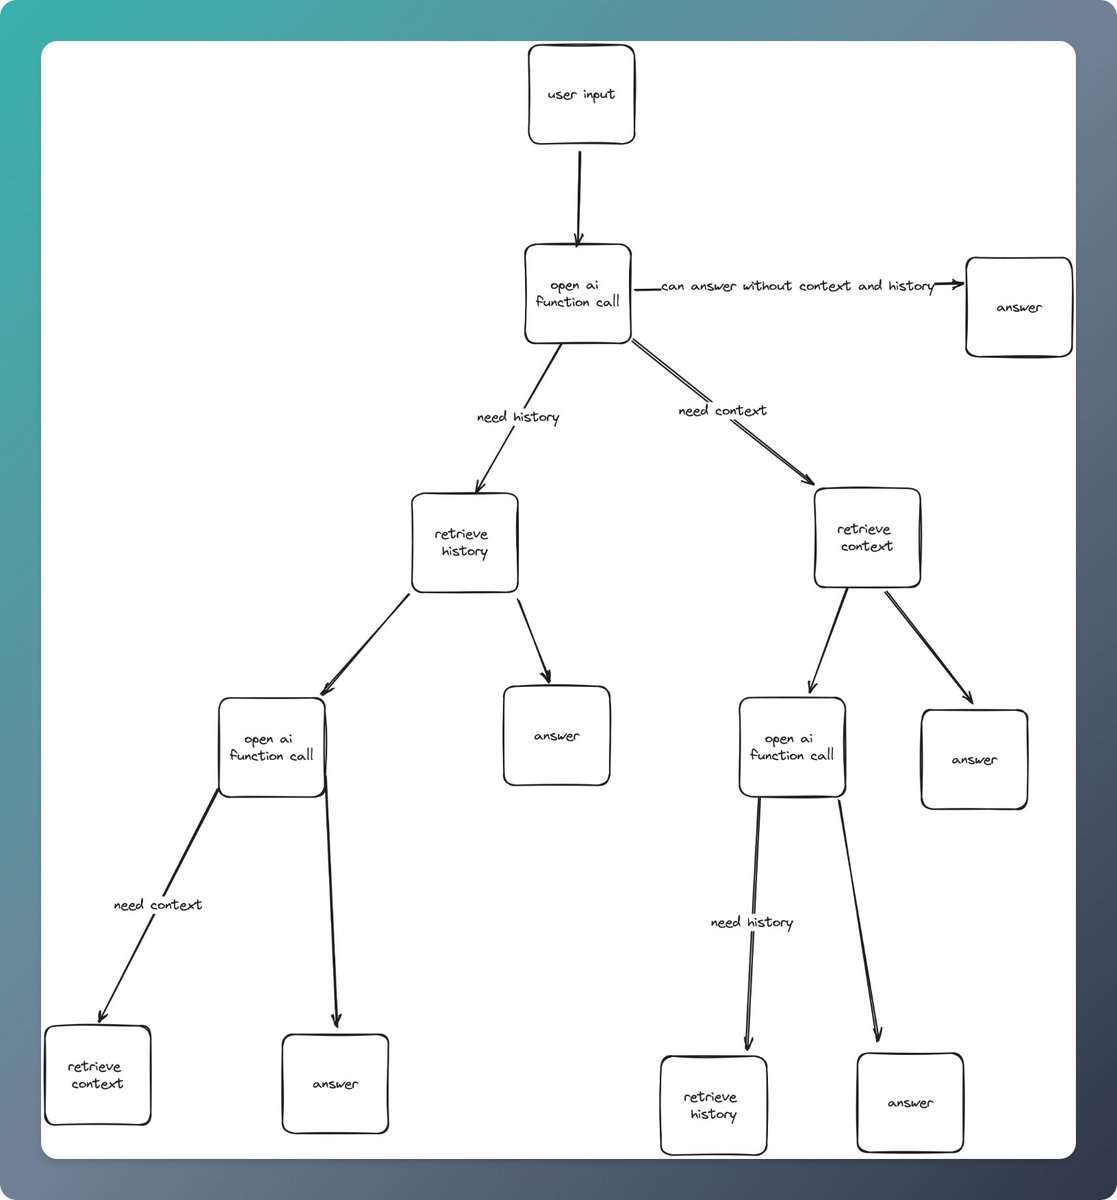 user input
open ai
function call
can answer without context and history
answer
need history
need context
retrieve
history
retrieve
context
open ai
function call
answer
open ai
function call
answer
need context
need history
retrieve
context
answer
retrieve
history
answer